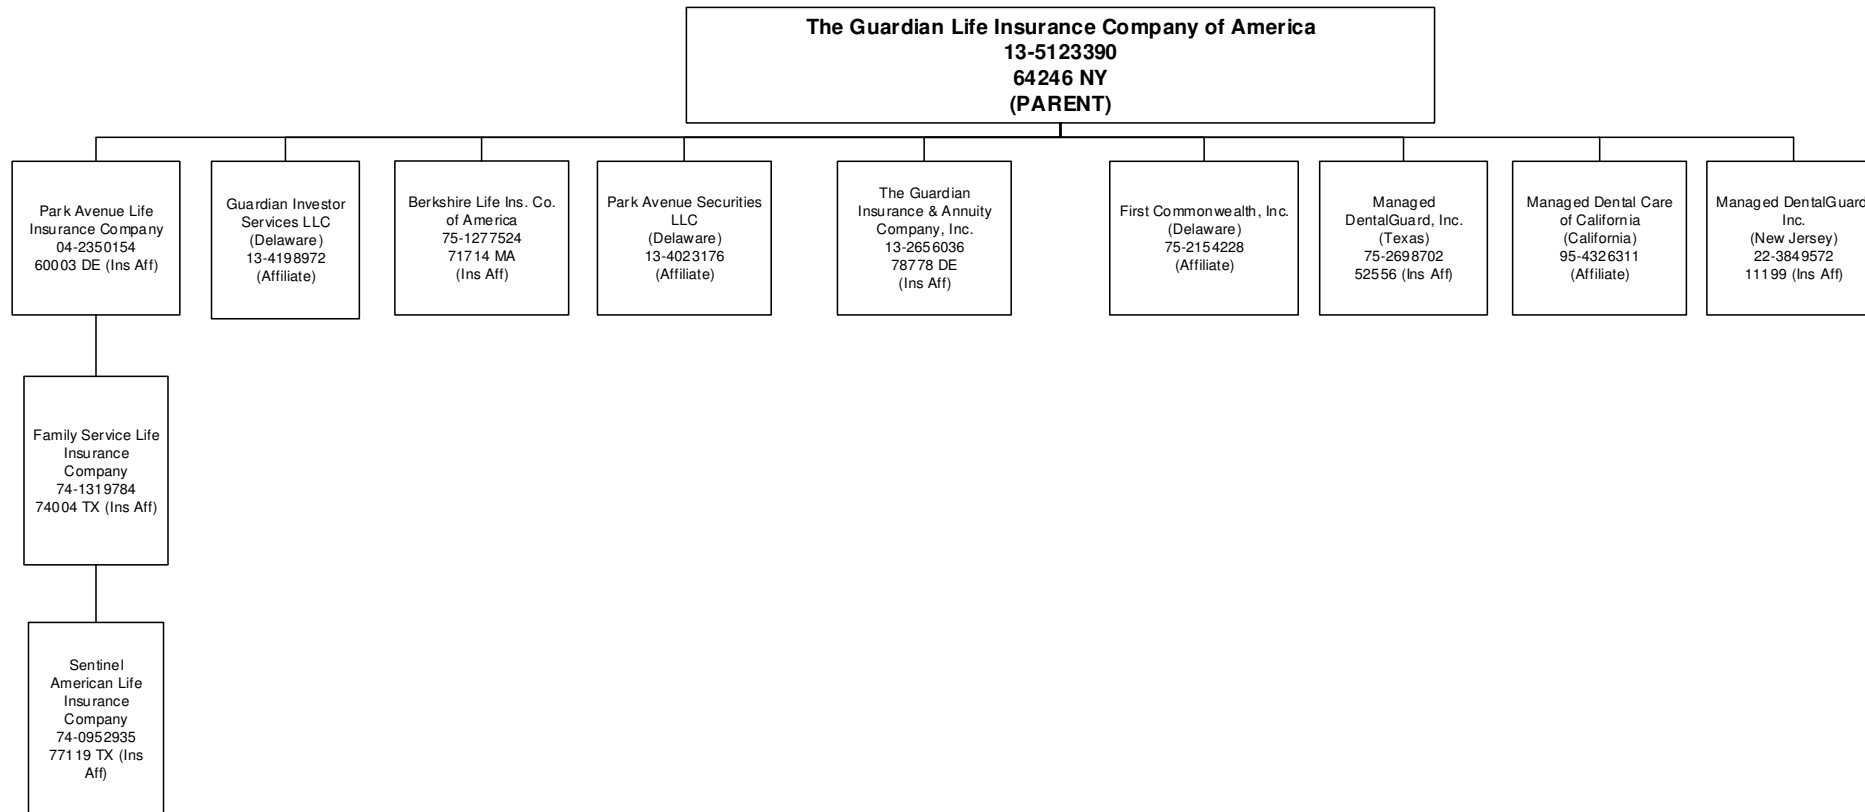 The Guardian Life Insurance Company of America
13-5123390
64246 NY
(PARENT)
Park Avenue Life
Insurance Company
04-2350154
60003 DE (Ins Aff)
Guardian Investor
Services LLC
(Delaware)
13-4198972
(Affiliate)
Berkshire Life Ins. Co.
of America
75-1277524
71714 MA
(Ins Aff)
Park Avenue Securities
LLC
(Delaware)
13-4023176
(Affiliate)
The Guardian
Insurance & Annuity
Company, Inc.
13-2656036
78778 DE
(Ins Aff)
First Commonwealth, Inc.
(Delaware)
75-2154228
(Affiliate)
Managed
DentalGuard, Inc.
(Texas)
75-2698702
52556 (Ins Aff)
Managed Dental Care
of California
(California)
95-4326311
(Affiliate)
Managed DentalGuard
Inc.
(New Jersey)
22-3849572
11199 (Ins Aff)
Family Service Life
Insurance
Company
74-1319784
74004 TX (Ins Aff)
Sentinel
American Life
Insurance
Company
74-0952935
77119 TX (Ins
Aff)